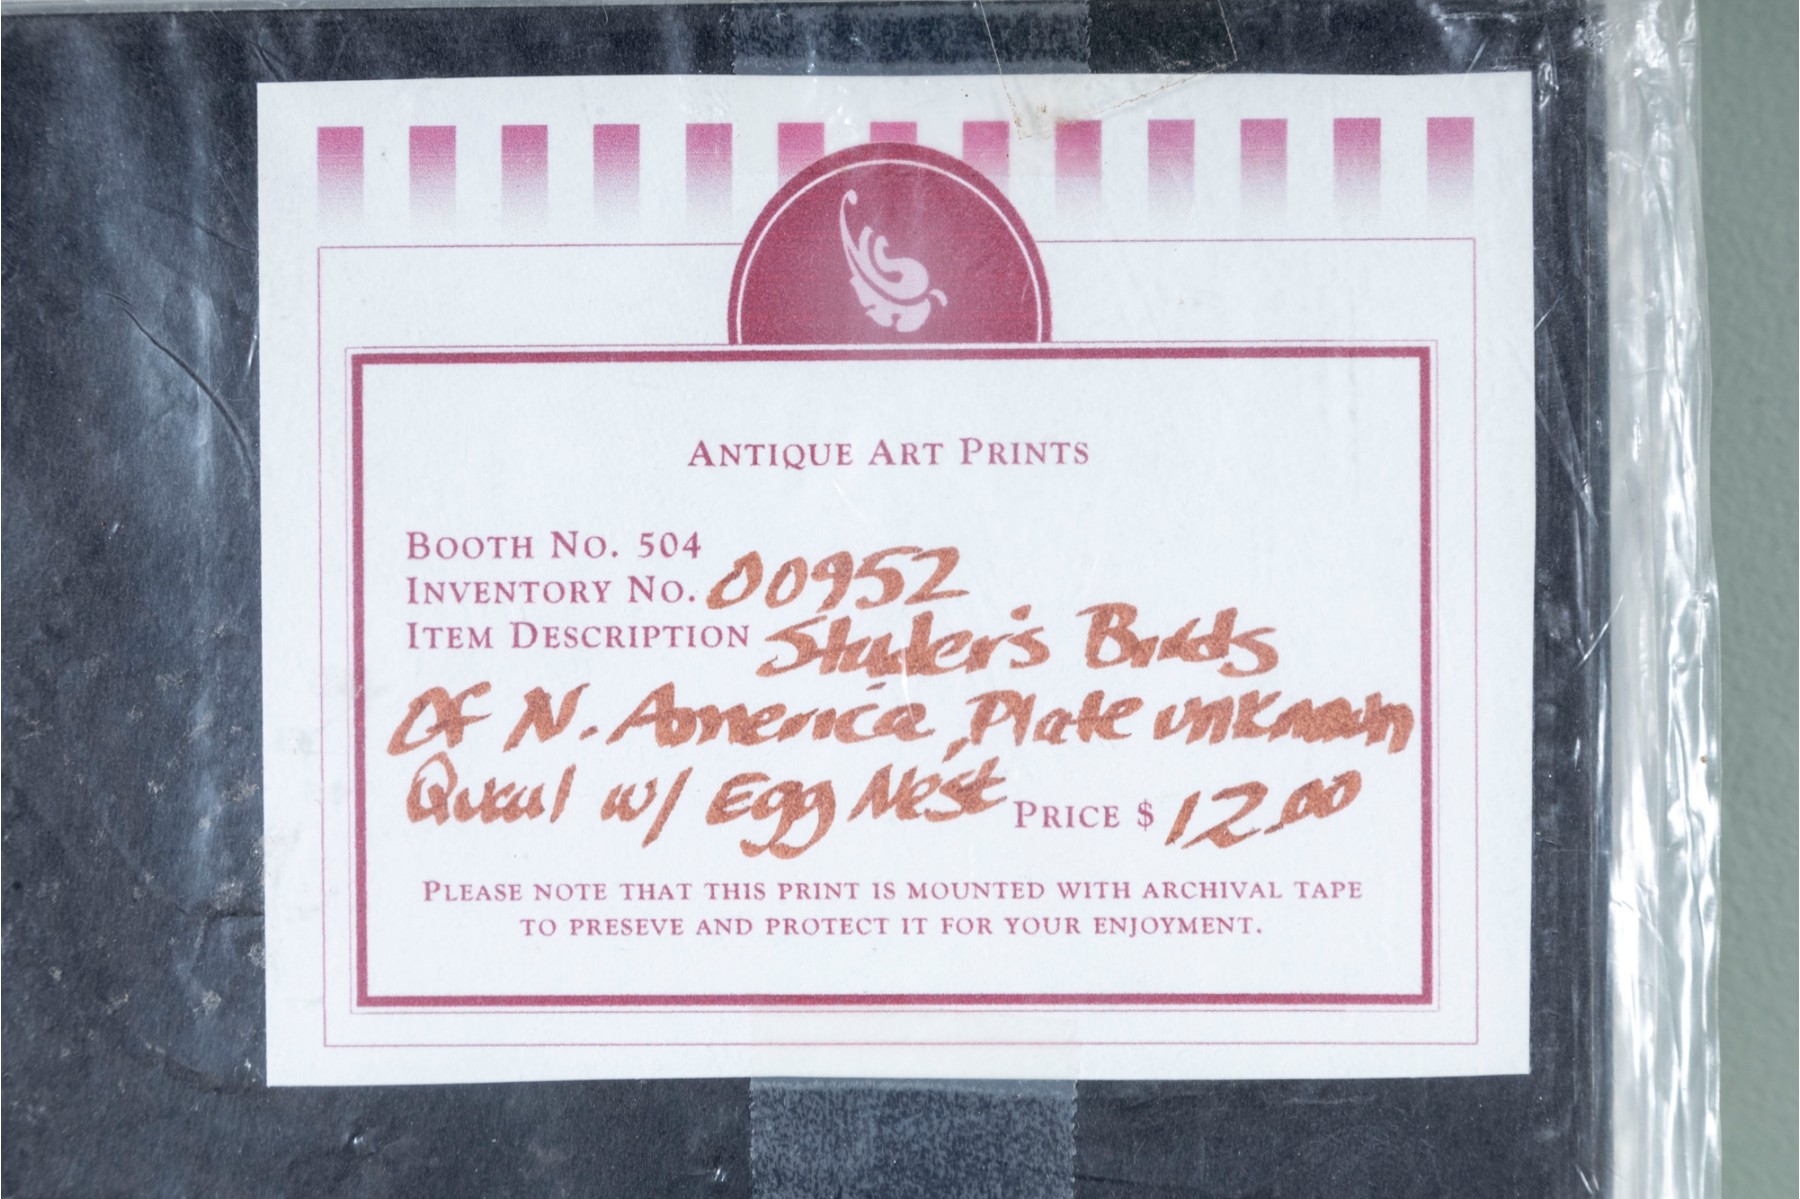 ANTIQUE ART PRINTS
BOOTH NO. 504
INVENTORY NO. 00952
ITEM DESCRIPTION Studer's Birds
Of N. America, Plate unknown
Quail w/ Egg Nest PRICE $ 12.00
PLEASE NOTE THAT THIS PRINT IS MOUNTED WITH ARCHIVAL TAPE
TO PRESEVE AND PROTECT IT FOR YOUR ENJOYMENT.